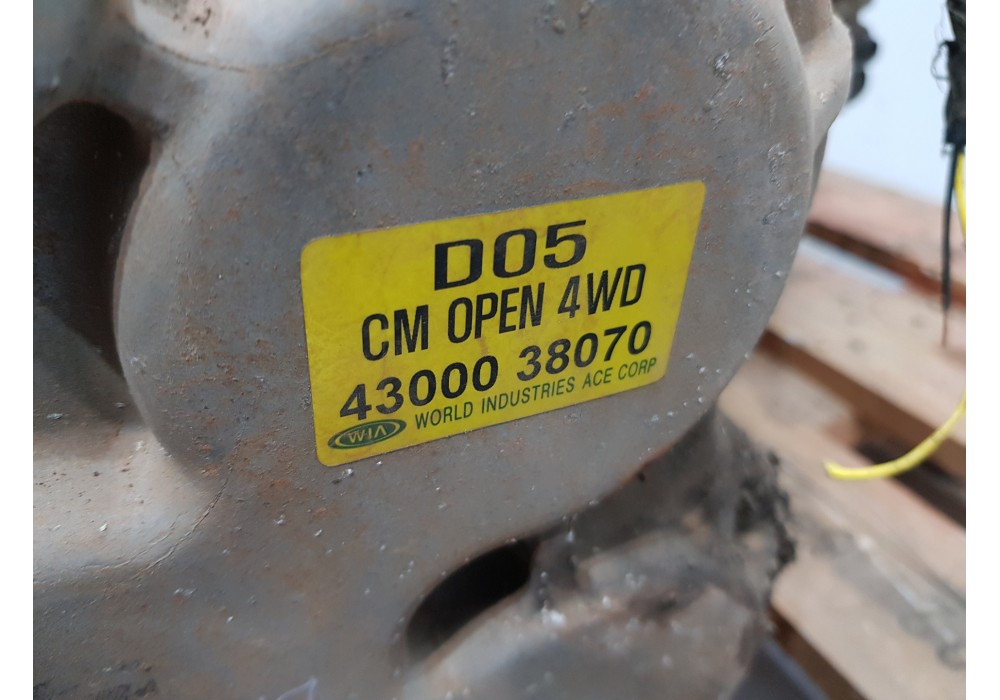 D05
CM OPEN 4WD
43000 38070
WIA WORLD INDUSTRIES ACE CORP